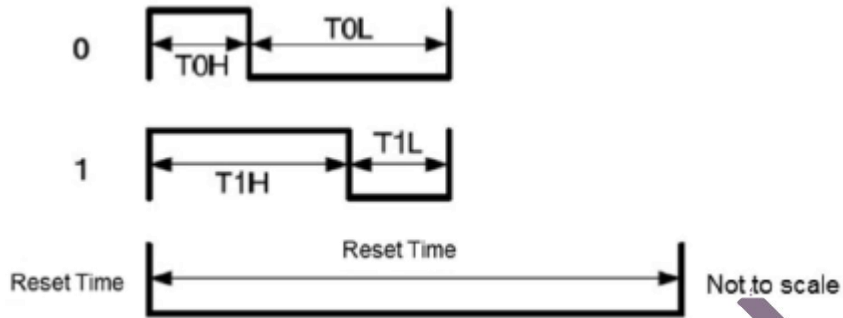 0
T0H
T0L
1
T1H
T1L
Reset Time
Reset Time
Not to scale